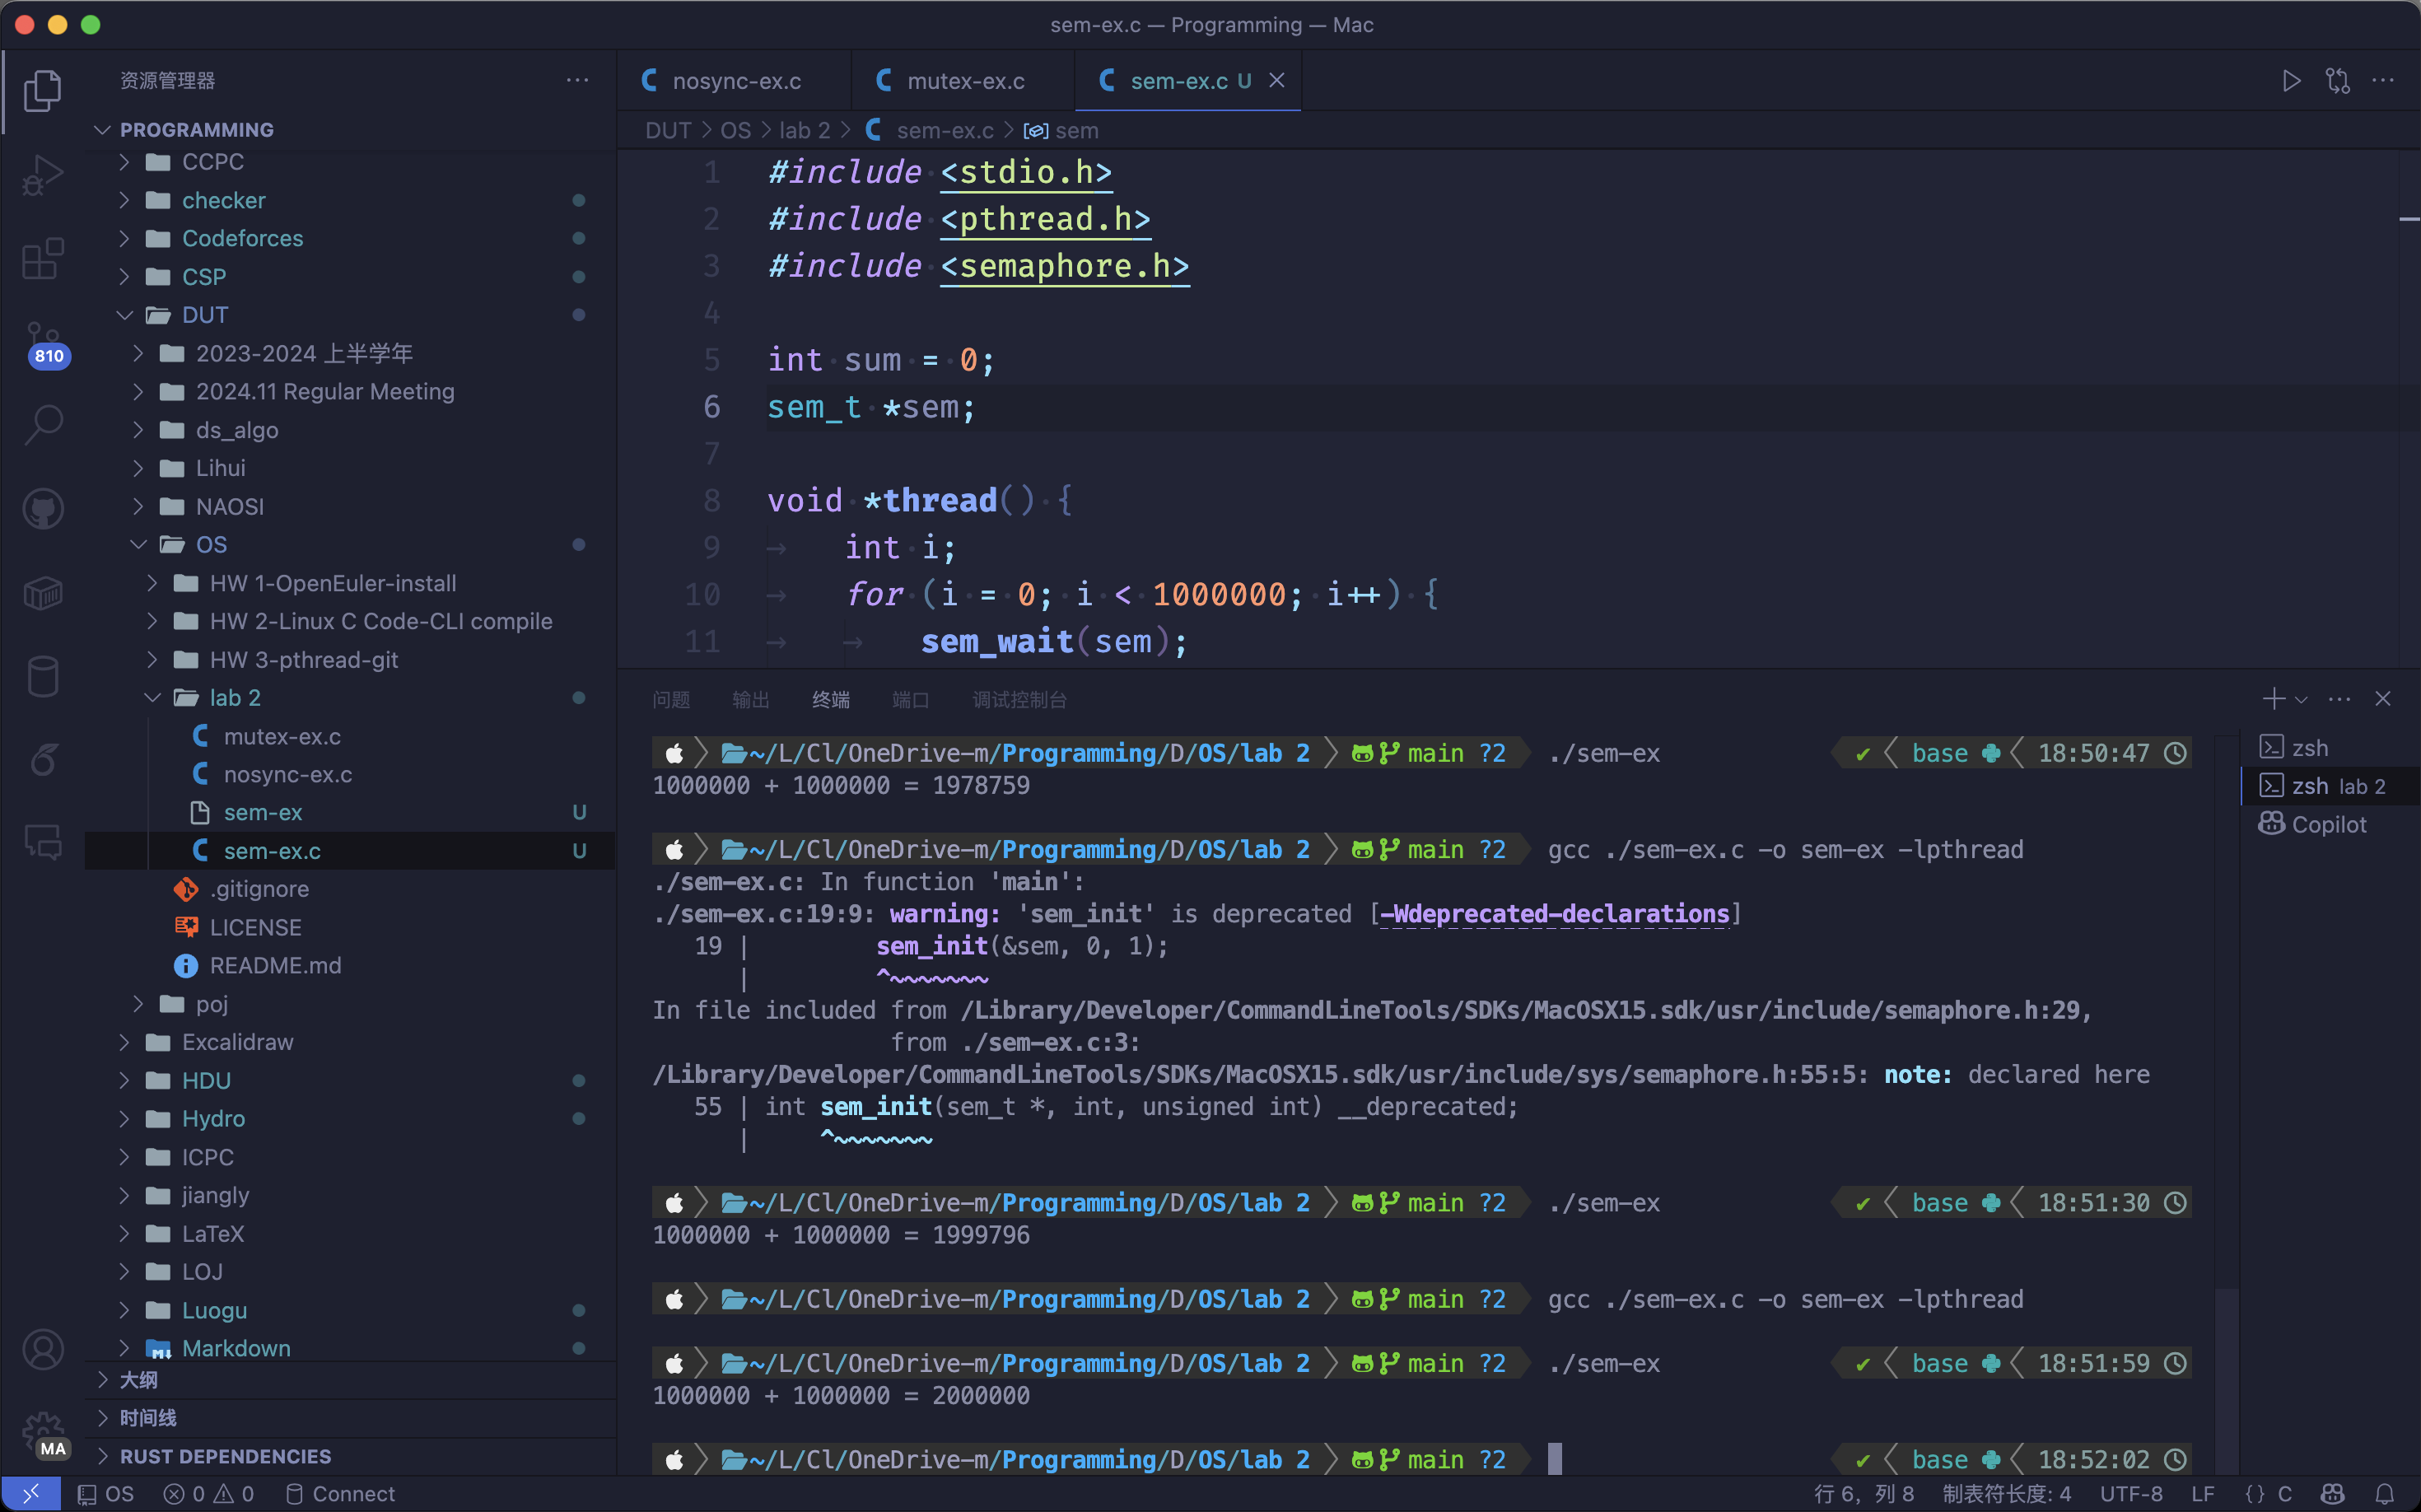 sem-ex.c — Programming — Mac
资源管理器
PROGRAMMING
CCPC
checker
Codeforces
CSP
DUT
2023-2024 上半学年
2024.11 Regular Meeting
ds_algo
Lihui
NAOSI
OS
HW 1-OpenEuler-install
HW 2-Linux C Code-CLI compile
HW 3-pthread-git
lab 2
mutex-ex.c
nosync-ex.c
sem-ex U
sem-ex.c U
.gitignore
LICENSE
README.md
poj
Excalidraw
HDU
Hydro
ICPC
jiangly
LaTeX
LOJ
Luogu
Markdown
大纲
时间线
RUST DEPENDENCIES
810
MA
nosync-ex.c mutex-ex.c sem-ex.c U
DUT > OS > lab 2 > sem-ex.c > sem
1 #include <stdio.h>
2 #include <pthread.h>
3 #include <semaphore.h>
4
5 int sum = 0;
6 sem_t *sem;
7
8 void *thread() {
9 int i;
10 for (i = 0; i < 1000000; i++) {
11 sem_wait(sem);
问题 输出 终端 端口 调试控制台
~/L/Cl/OneDrive-m/Programming/D/OS/lab 2 main ?2 ./sem-ex ✔ base 18:50:47
1000000 + 1000000 = 1978759
~/L/Cl/OneDrive-m/Programming/D/OS/lab 2 main ?2 gcc ./sem-ex.c -o sem-ex -lpthread
./sem-ex.c: In function 'main':
./sem-ex.c:19:9: warning: 'sem_init' is deprecated [-Wdeprecated-declarations]
19 | sem_init(&sem, 0, 1);
| ^~~~~~~~
In file included from /Library/Developer/CommandLineTools/SDKs/MacOSX15.sdk/usr/include/semaphore.h:29,
from ./sem-ex.c:3:
/Library/Developer/CommandLineTools/SDKs/MacOSX15.sdk/usr/include/sys/semaphore.h:55:5: note: declared here
55 | int sem_init(sem_t *, int, unsigned int) __deprecated;
| ^~~~~~~~
~/L/Cl/OneDrive-m/Programming/D/OS/lab 2 main ?2 ./sem-ex ✔ base 18:51:30
1000000 + 1000000 = 1999796
~/L/Cl/OneDrive-m/Programming/D/OS/lab 2 main ?2 gcc ./sem-ex.c -o sem-ex -lpthread
~/L/Cl/OneDrive-m/Programming/D/OS/lab 2 main ?2 ./sem-ex ✔ base 18:51:59
1000000 + 1000000 = 2000000
~/L/Cl/OneDrive-m/Programming/D/OS/lab 2 main ?2 ✔ base 18:52:02
zsh
zsh lab 2
Copilot
OS 0 0 Connect 行 6，列 8 制表符长度: 4 UTF-8 LF {} C